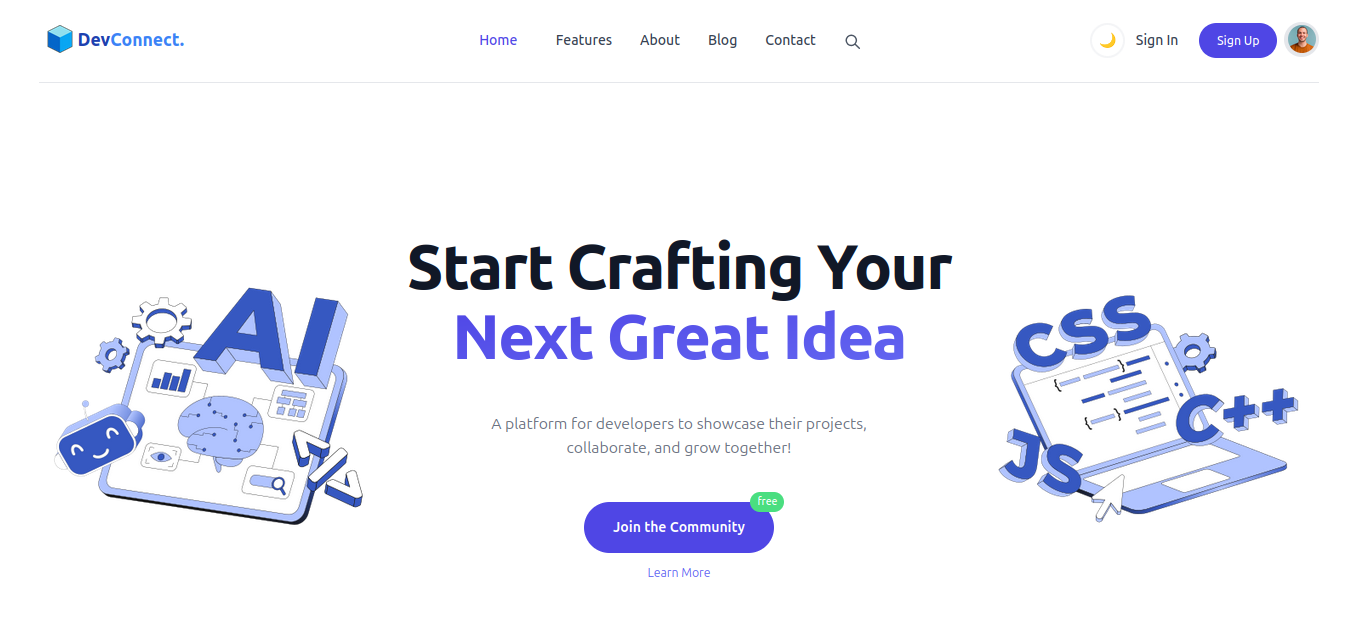 DevConnect.
Home
Features
About
Blog
Contact
Sign In
Sign Up
Start Crafting Your
Next Great Idea
AI
CSS
C++
JS
A platform for developers to showcase their projects,
collaborate, and grow together!
free
Join the Community
Learn More